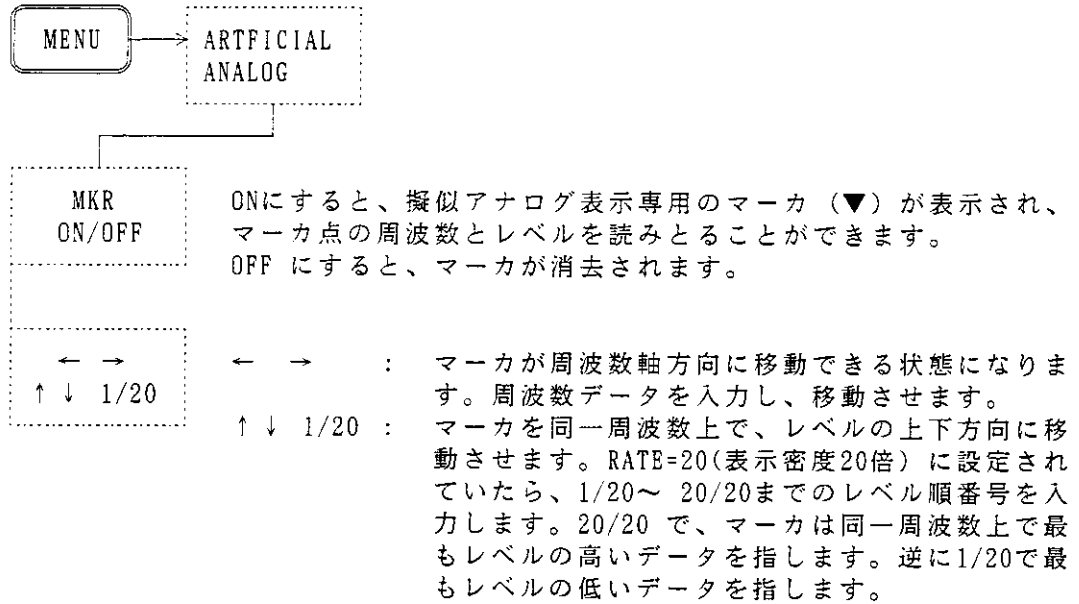 MENU
ARTFICIAL
ANALOG
MKR
ON/OFF
ONにすると、擬似アナログ表示専用のマーカ (▼) が表示され、
マーカ点の周波数とレベルを読みとることができます。
OFF にすると、マーカが消去されます。
← →
↑ ↓ 1/20
← → : マーカが周波数軸方向に移動できる状態になりま
す。周波数データを入力し、移動させます。
↑ ↓ 1/20 : マーカを同一周波数上で、レベルの上下方向に移
動させます。RATE=20(表示密度20倍) に設定され
ていたら、1/20～ 20/20までのレベル順番号を入
力します。20/20 で、マーカは同一周波数上で最
もレベルの高いデータを指します。逆に1/20で最
もレベルの低いデータを指します。